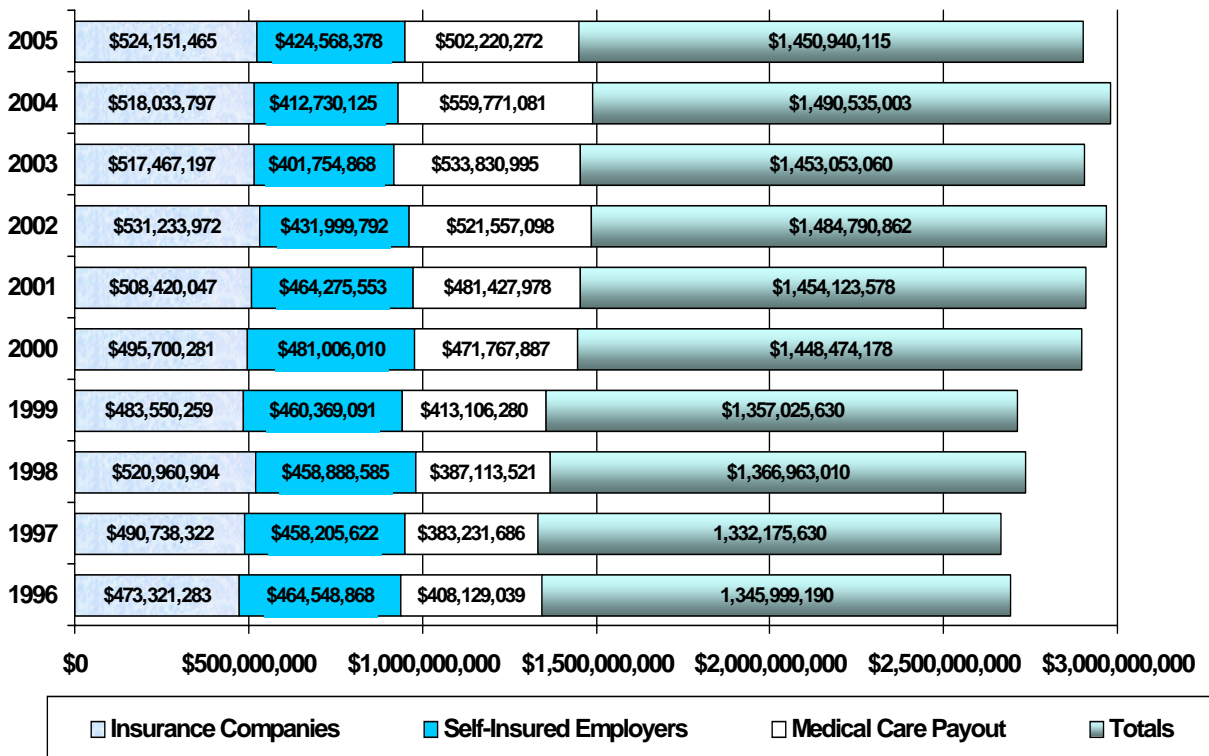 2005 $524,151,465 $424,568,378 $502,220,272 $1,450,940,115
2004 $518,033,797 $412,730,125 $559,771,081 $1,490,535,003
2003 $517,467,197 $401,754,868 $533,830,995 $1,453,053,060
2002 $531,233,972 $431,999,792 $521,557,098 $1,484,790,862
2001 $508,420,047 $464,275,553 $481,427,978 $1,454,123,578
2000 $495,700,281 $481,006,010 $471,767,887 $1,448,474,178
1999 $483,550,259 $460,369,091 $413,106,280 $1,357,025,630
1998 $520,960,904 $458,888,585 $387,113,521 $1,366,963,010
1997 $490,738,322 $458,205,622 $383,231,686 1,332,175,630
1996 $473,321,283 $464,548,868 $408,129,039 1,345,999,190
$0 $500,000,000 $1,000,000,000 $1,500,000,000 $2,000,000,000 $2,500,000,000 $3,000,000,000
Insurance Companies Self-Insured Employers Medical Care Payout Totals